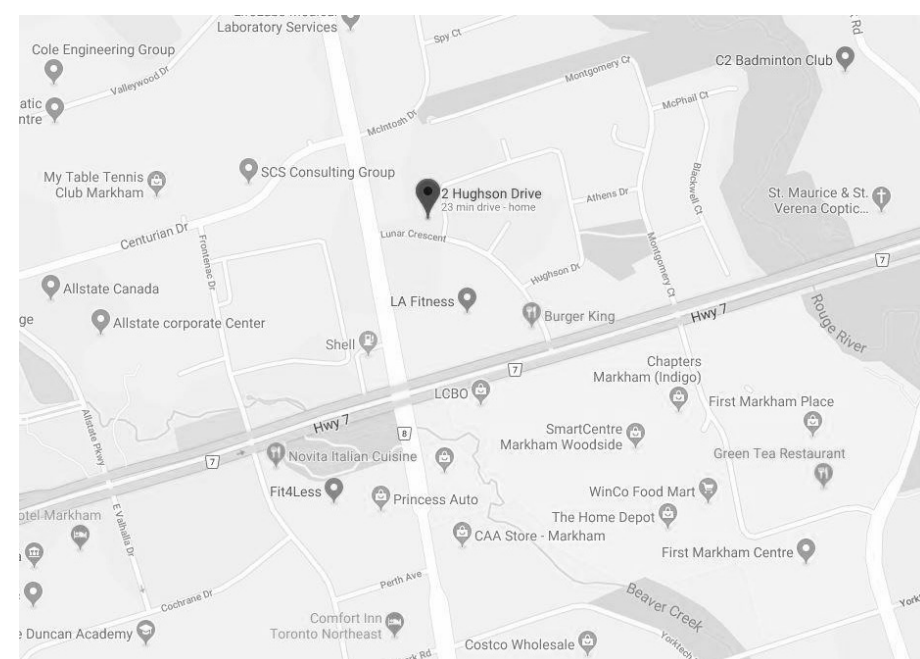 Laboratory Services
Cole Engineering Group
Spy Ct
Rd
C2 Badminton Club
Valleywood Dr
Montgomery Ct
McPhail Ct
atic
ntre
McIntosh Dr
My Table Tennis
Club Markham
SCS Consulting Group
2 Hughson Drive
23 min drive - home
Athens Dr
Blackwell Ct
St. Maurice & St.
Verena Coptic...
Centurian Dr
Frontenac Dr
Lunar Crescent
Montgomery Ct
7
Hughson Dr
Allstate Canada
LA Fitness
Burger King
Hwy 7
Rouge River
ge
Allstate corporate Center
Shell
7
Chapters
Markham (Indigo)
LCBO
First Markham Place
Allstate Pkwy
Hwy 7
8
SmartCentre
Markham Woodside
7
Novita Italian Cuisine
Green Tea Restaurant
Fit4Less
Princess Auto
WinCo Food Mart
otel Markham
E Valhalla Dr
The Home Depot
CAA Store - Markham
First Markham Centre
Perth Ave
Cochrane Dr
Beaver Creek
York
Comfort Inn
Toronto Northeast
e Duncan Academy
Costco Wholesale
Yorktech
rk Rd